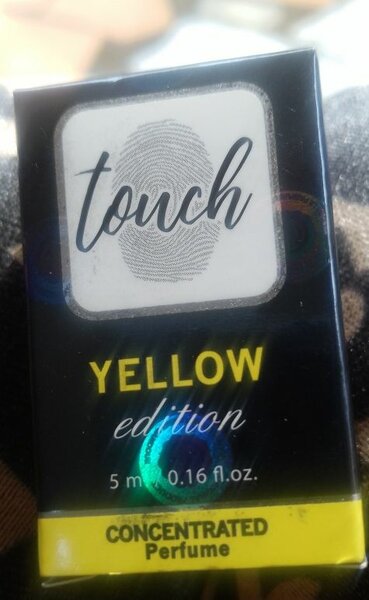 touch
YELLOW
edition
5 ml 0.16 fl.oz.
CONCENTRATED
Perfume